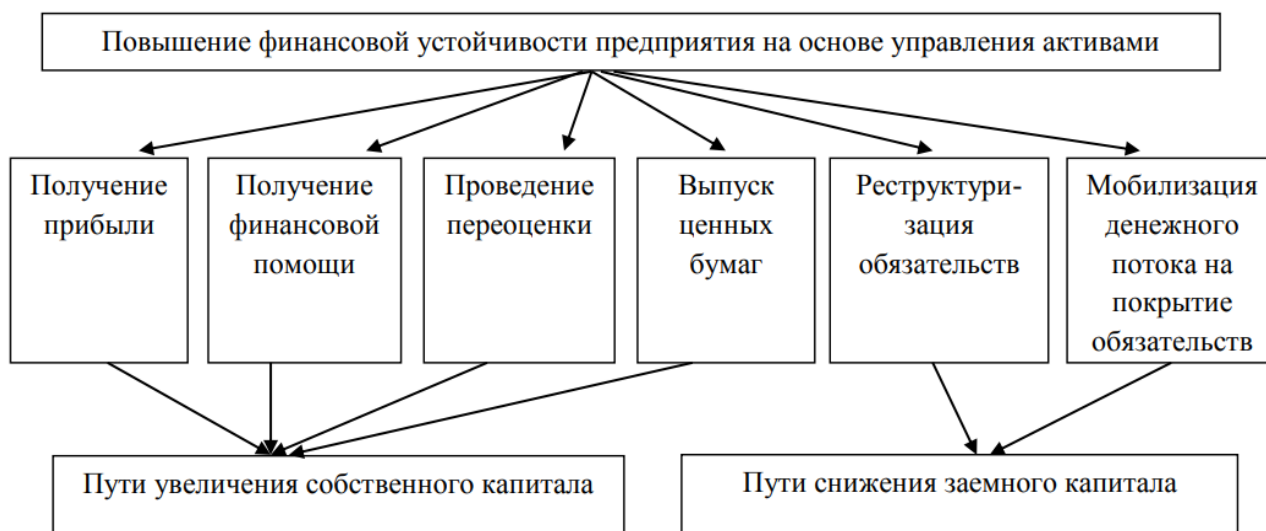 Повышение финансовой устойчивости предприятия на основе управления активами
Получение
прибыли
Получение
финансовой
помощи
Проведение
переоценки
Выпуск
ценных
бумаг
Реструктури-
зация
обязательств
Мобилизация
денежного
потока на
покрытие
обязательств
Пути увеличения собственного капитала
Пути снижения заемного капитала